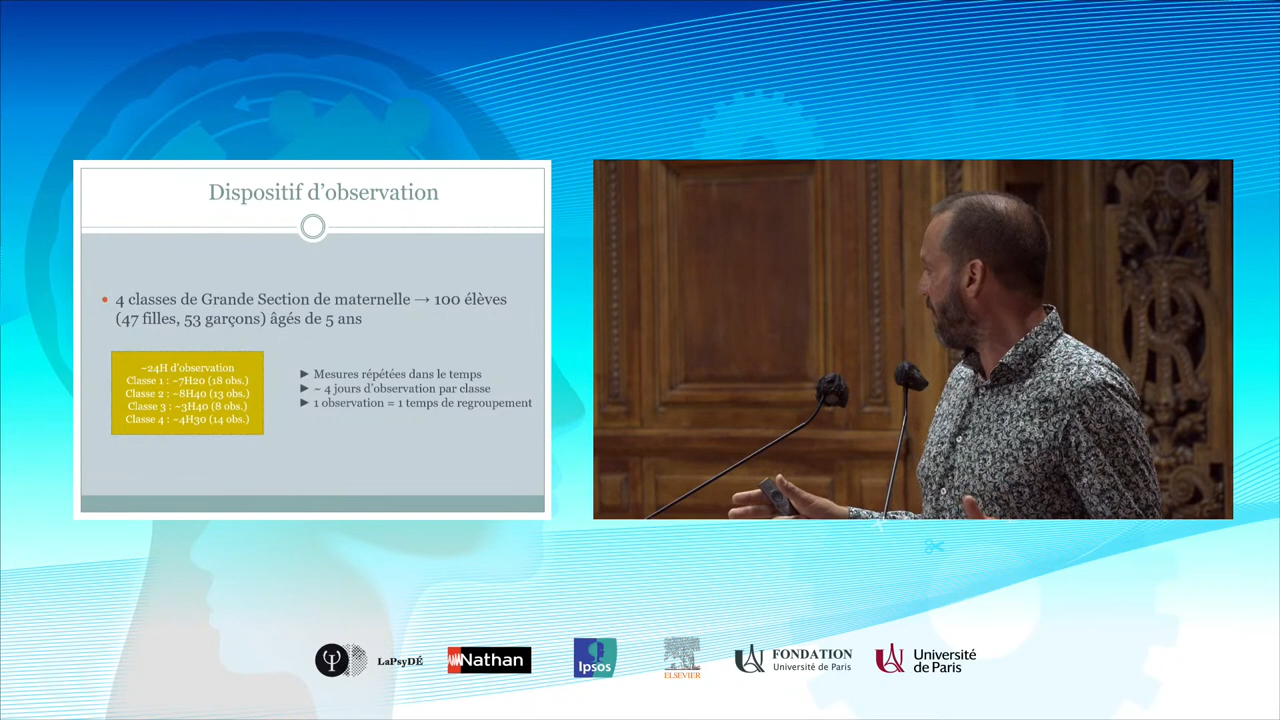 Dispositif d'observation
• 4 classes de Grande Section de maternelle → 100 élèves
(47 filles, 53 garçons) âgés de 5 ans
~24H d'observation
Classe 1 : ~7H20 (18 obs.)
Classe 2 : ~8H40 (13 obs.)
Classe 3 : ~3H40 (8 obs.)
Classe 4 : ~4H30 (14 obs.)
► Mesures répétées dans le temps
► ~ 4 jours d'observation par classe
► 1 observation = 1 temps de regroupement
LaPsyDÉ
Nathan
Ipsos
ELSEVIER
FONDATION
Université de Paris
Université
de Paris